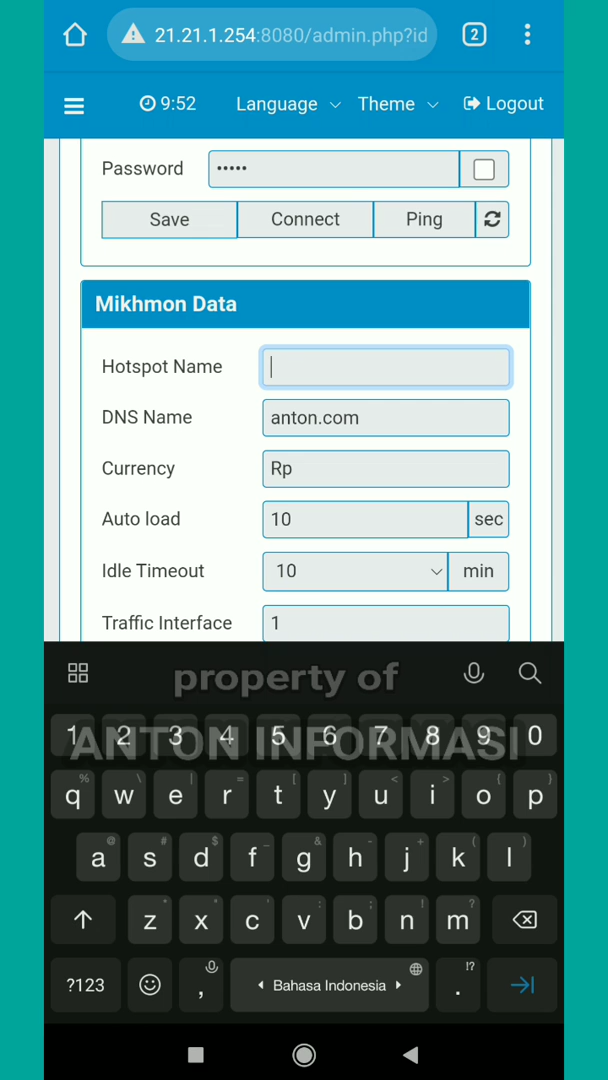 21.21.1.254:8080/admin.php?id
2
9:52 Language Theme Logout
Password •••••
Save Connect Ping
Mikhmon Data
Hotspot Name
DNS Name anton.com
Currency Rp
Auto load 10 sec
Idle Timeout 10 min
Traffic Interface 1
property of
ANTON INFORMASI
1 2 3 4 5 6 7 8 9 0
% \ | = [ ] < > { }
q w e r t y u i o p
@ # $ _ & - + ( )
a s d f g h j k l
* " ' : ; ! ?
z x c v b n m
?123 , Bahasa Indonesia . !?